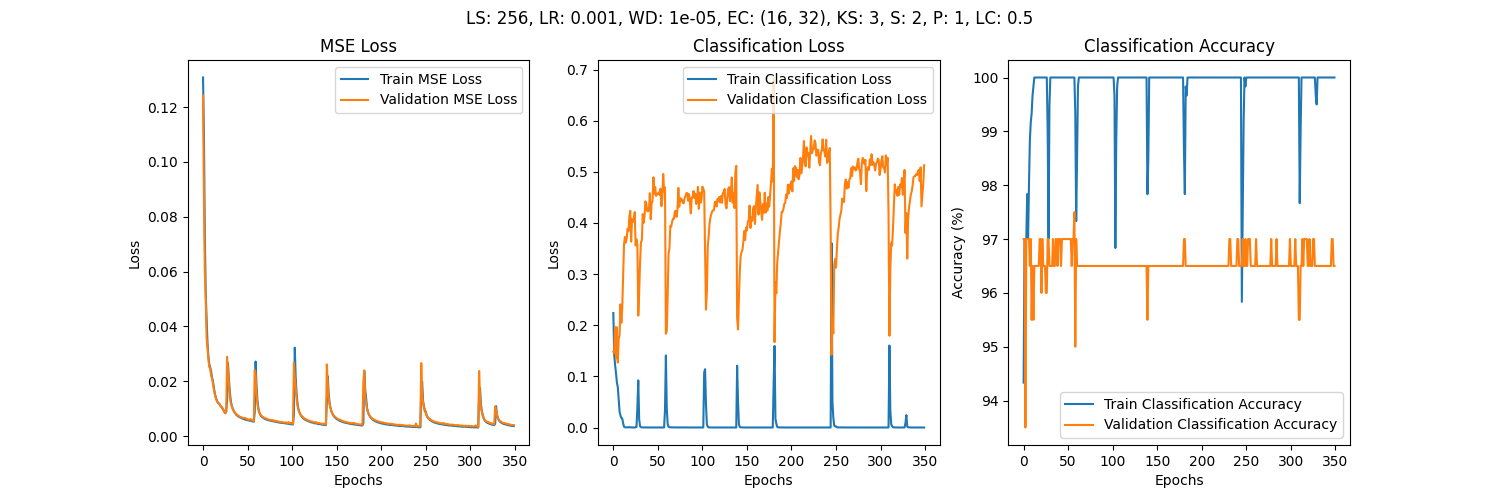 LS: 256, LR: 0.001, WD: 1e-05, EC: (16, 32), KS: 3, S: 2, P: 1, LC: 0.5
MSE Loss
Train MSE Loss
Validation MSE Loss
Loss
0.12
0.10
0.08
0.06
0.04
0.02
0.00
0 50 100 150 200 250 300 350
Epochs
Classification Loss
Train Classification Loss
Validation Classification Loss
Loss
0.7
0.6
0.5
0.4
0.3
0.2
0.1
0.0
0 50 100 150 200 250 300 350
Epochs
Classification Accuracy
Accuracy (%)
100
99
98
97
96
95
94
Train Classification Accuracy
Validation Classification Accuracy
0 50 100 150 200 250 300 350
Epochs